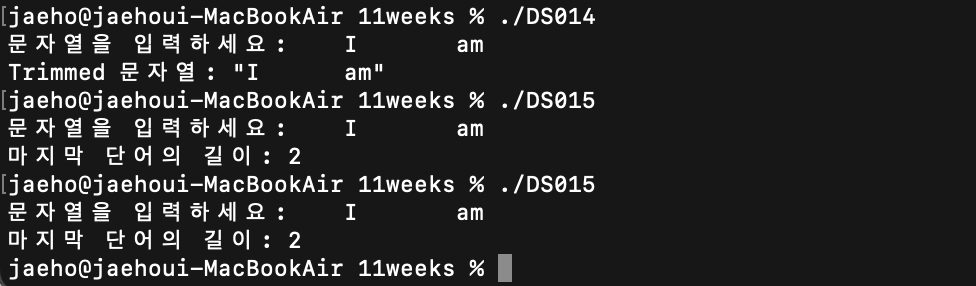 [jaeho@jaehoui-MacBookAir 11weeks % ./DS014
문자열을 입력하세요:    I       am
Trimmed 문자열: "I       am"
[jaeho@jaehoui-MacBookAir 11weeks % ./DS015
문자열을 입력하세요:    I       am
마지막 단어의 길이: 2
[jaeho@jaehoui-MacBookAir 11weeks % ./DS015
문자열을 입력하세요:    I       am
마지막 단어의 길이: 2
jaeho@jaehoui-MacBookAir 11weeks %